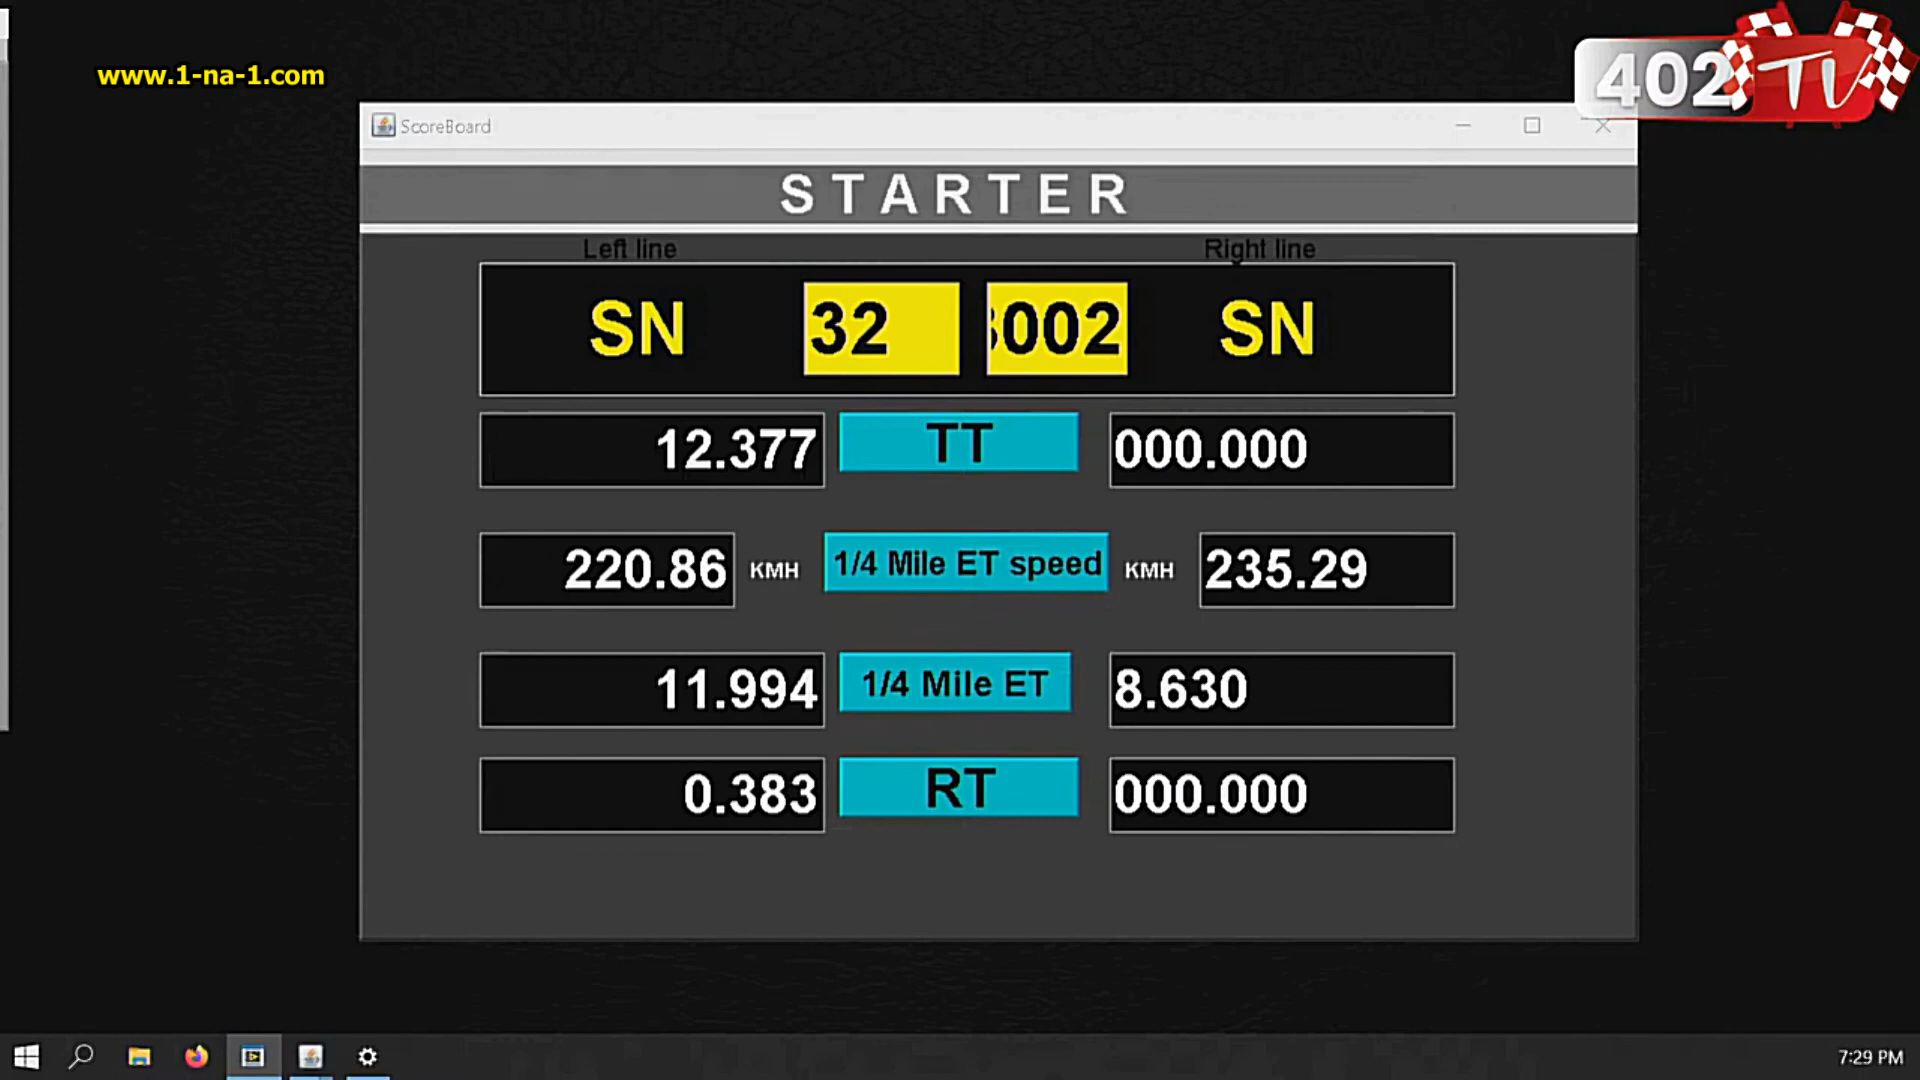 www.1-na-1.com
402 TV
ScoreBoard
STARTER
Left line Right line
SN 32 3002 SN
12.377 TT 000.000
220.86 KMH 1/4 Mile ET speed KMH 235.29
11.994 1/4 Mile ET 8.630
0.383 RT 000.000
7:29 PM